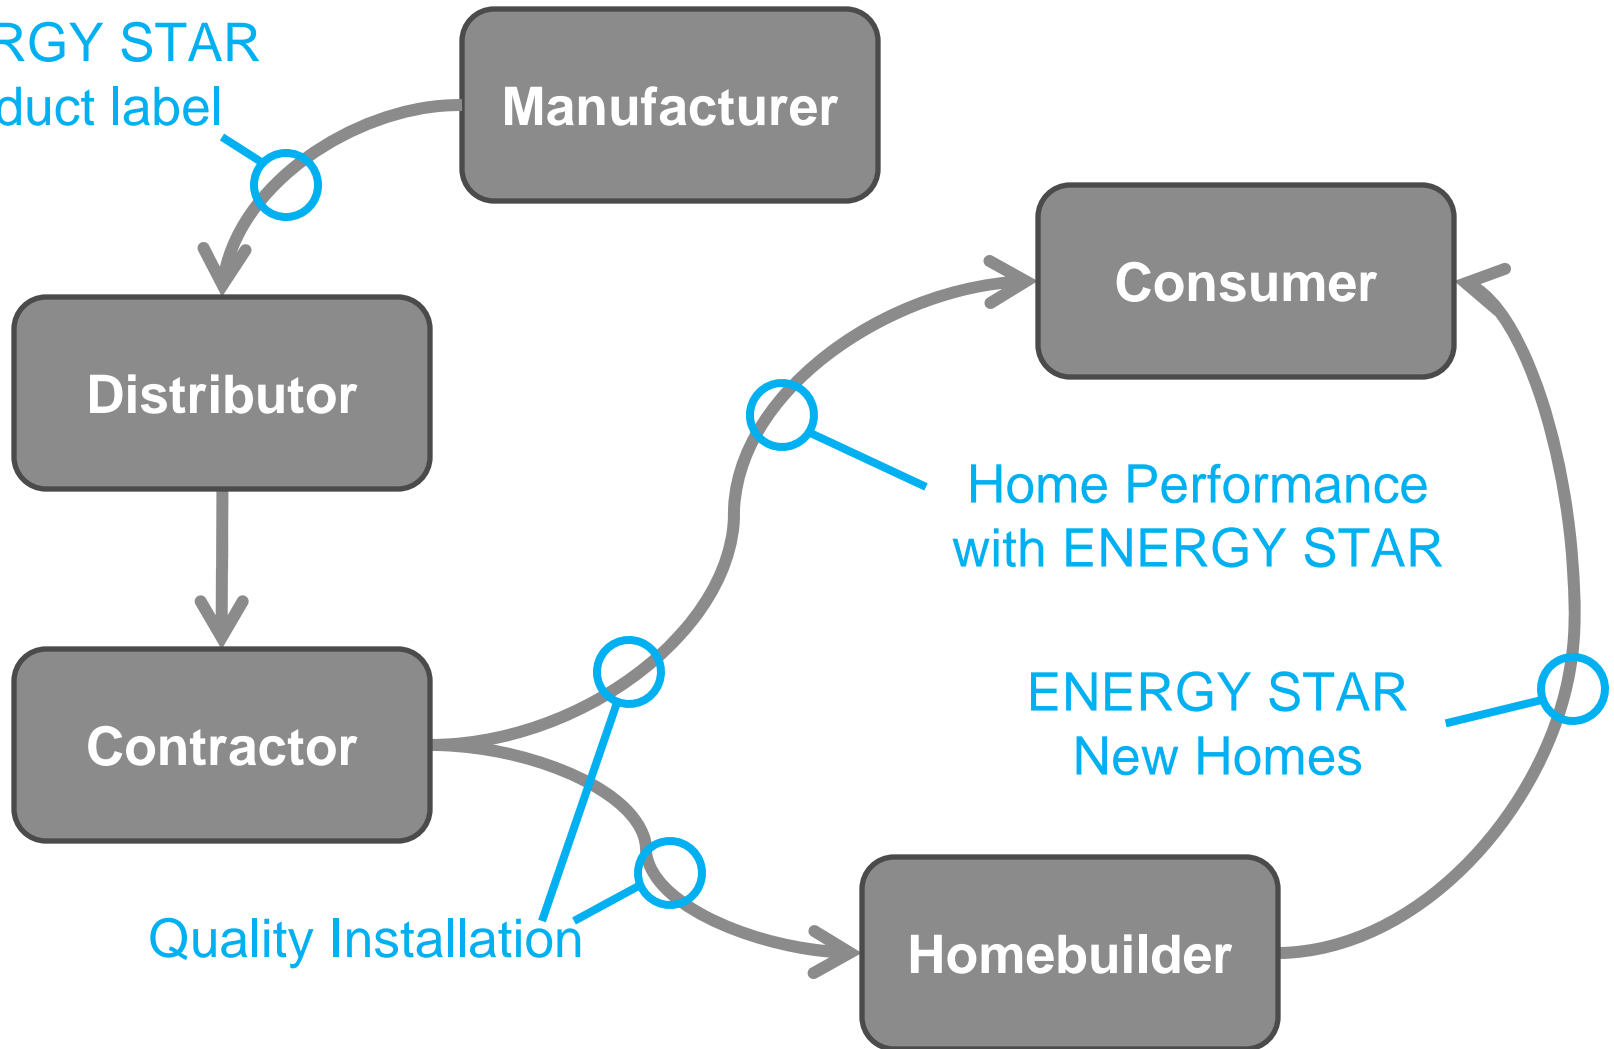 RGY STAR
duct label
Manufacturer
Consumer
Distributor
Home Performance
with ENERGY STAR
ENERGY STAR
New Homes
Contractor
Quality Installation
Homebuilder